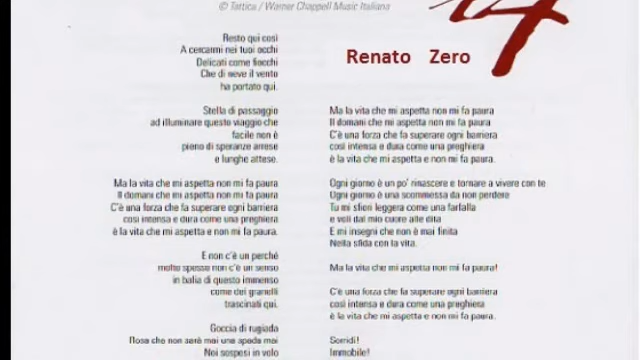 © Tattica / Warner Chappell Music Italiana
14
Renato Zero
Resto qui così
A cercarmi nei tuoi occhi
Delicati come fiocchi
Che di neve il vento
ha portato qui.
Stella di passaggio
ad illuminare questo viaggio che
facile non è
pieno di speranze arrese
e lunghe attese.
Ma la vita che mi aspetta non mi fa paura
Il domani che mi aspetta non mi fa paura
C'è una forza che fa superare ogni barriera
così intensa e dura come una preghiera
è la vita che mi aspetta e non mi fa paura.
E non c'è un perché
molto spesso non c'è un senso
in balia di questo immenso
come dei granelli
trascinati qui.
Goccia di rugiada
Rosa che non sarà mai una spada mai
Noi sospesi in volo
Ma la vita che mi aspetta non mi fa paura
Il domani che mi aspetta non mi fa paura
C'è una forza che fa superare ogni barriera
così intensa e dura come una preghiera
è la vita che mi aspetta e non mi fa paura.
Ogni giorno è un po' rinascere e tornare a vivere con te
Ogni giorno è una scommessa da non perdere
Tu mi sfiori leggera come una farfalla
e voli dal mio cuore alle dita
E mi insegni che non è mai finita
Nella sfida con la vita.
Ma la vita che mi aspetta non mi fa paura!
C'è una forza che fa superare ogni barriera
così intensa e dura come una preghiera
è la vita che mi aspetta e non mi fa paura.
Sorridi!
Immobile!